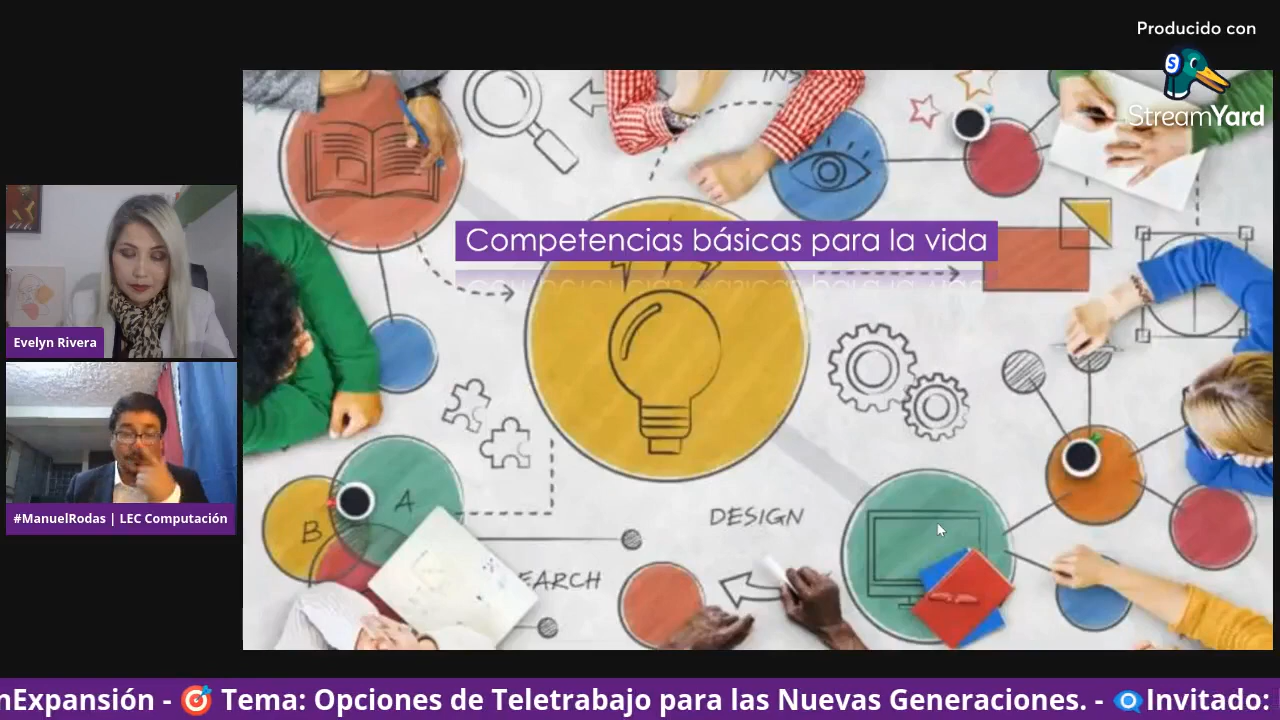 Producido con
StreamYard
INS
Competencias básicas para la vida
Evelyn Rivera
#ManuelRodas | LEC Computación
A
B
DESIGN
EARCH
nExpansión - 🎯 Tema: Opciones de Teletrabajo para las Nuevas Generaciones. - Invitado: